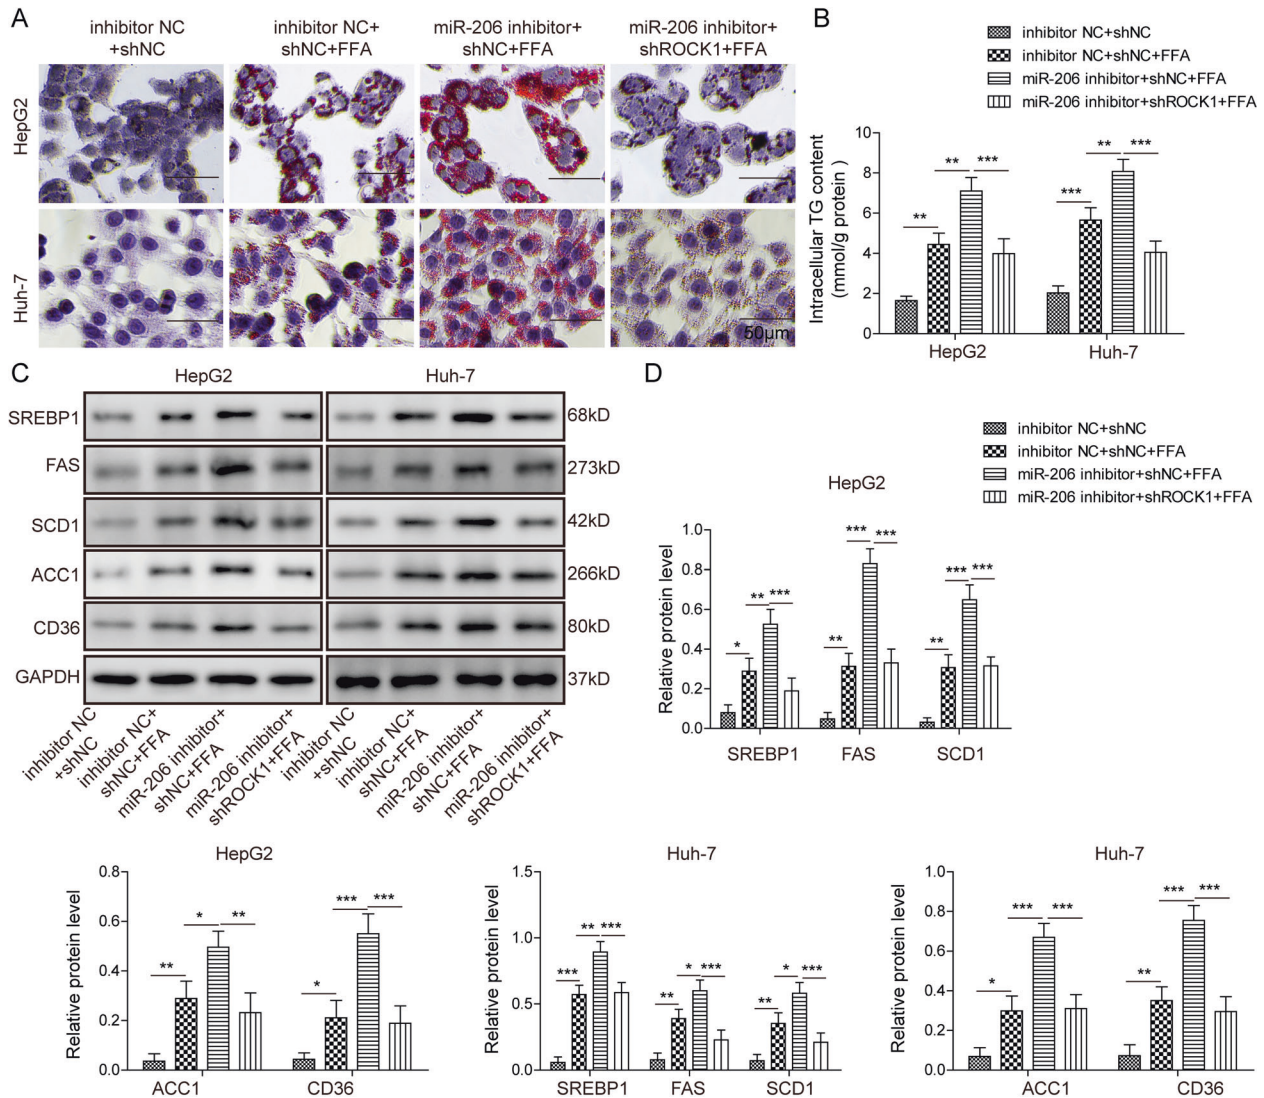 A
inhibitor NC
+shNC
inhibitor NC+
shNC+FFA
miR-206 inhibitor+
shNC+FFA
miR-206 inhibitor+
shROCK1+FFA
HepG2
Huh-7
50μm
B
inhibitor NC+shNC
inhibitor NC+shNC+FFA
miR-206 inhibitor+shNC+FFA
miR-206 inhibitor+shROCK1+FFA
Intracellular TG content
(mmol/g protein )
10
8
6
4
2
0
** ** ***
*** ** ***
HepG2 Huh-7
C
HepG2 Huh-7
SREBP1 68kD
FAS 273kD
SCD1 42kD
ACC1 266kD
CD36 80kD
GAPDH 37kD
inhibitor NC
+shNC
inhibitor NC+
shNC+FFA
miR-206 inhibitor+
shNC+FFA
miR-206 inhibitor+
shROCK1+FFA
inhibitor NC
+shNC
inhibitor NC+
shNC+FFA
miR-206 inhibitor+
shNC+FFA
miR-206 inhibitor+
shROCK1+FFA
D
inhibitor NC+shNC
inhibitor NC+shNC+FFA
miR-206 inhibitor+shNC+FFA
miR-206 inhibitor+shROCK1+FFA
HepG2
Relative protein level
1.0
0.8
0.6
0.4
0.2
0.0
* ** ***
** *** ***
** *** ***
SREBP1 FAS SCD1
HepG2
Relative protein level
0.8
0.6
0.4
0.2
0.0
** * **
* *** ***
ACC1 CD36
Huh-7
Relative protein level
1.5
1.0
0.5
0.0
*** ** ***
** * ***
** * ***
SREBP1 FAS SCD1
Huh-7
Relative protein level
1.0
0.8
0.6
0.4
0.2
0.0
* *** ***
** *** ***
ACC1 CD36